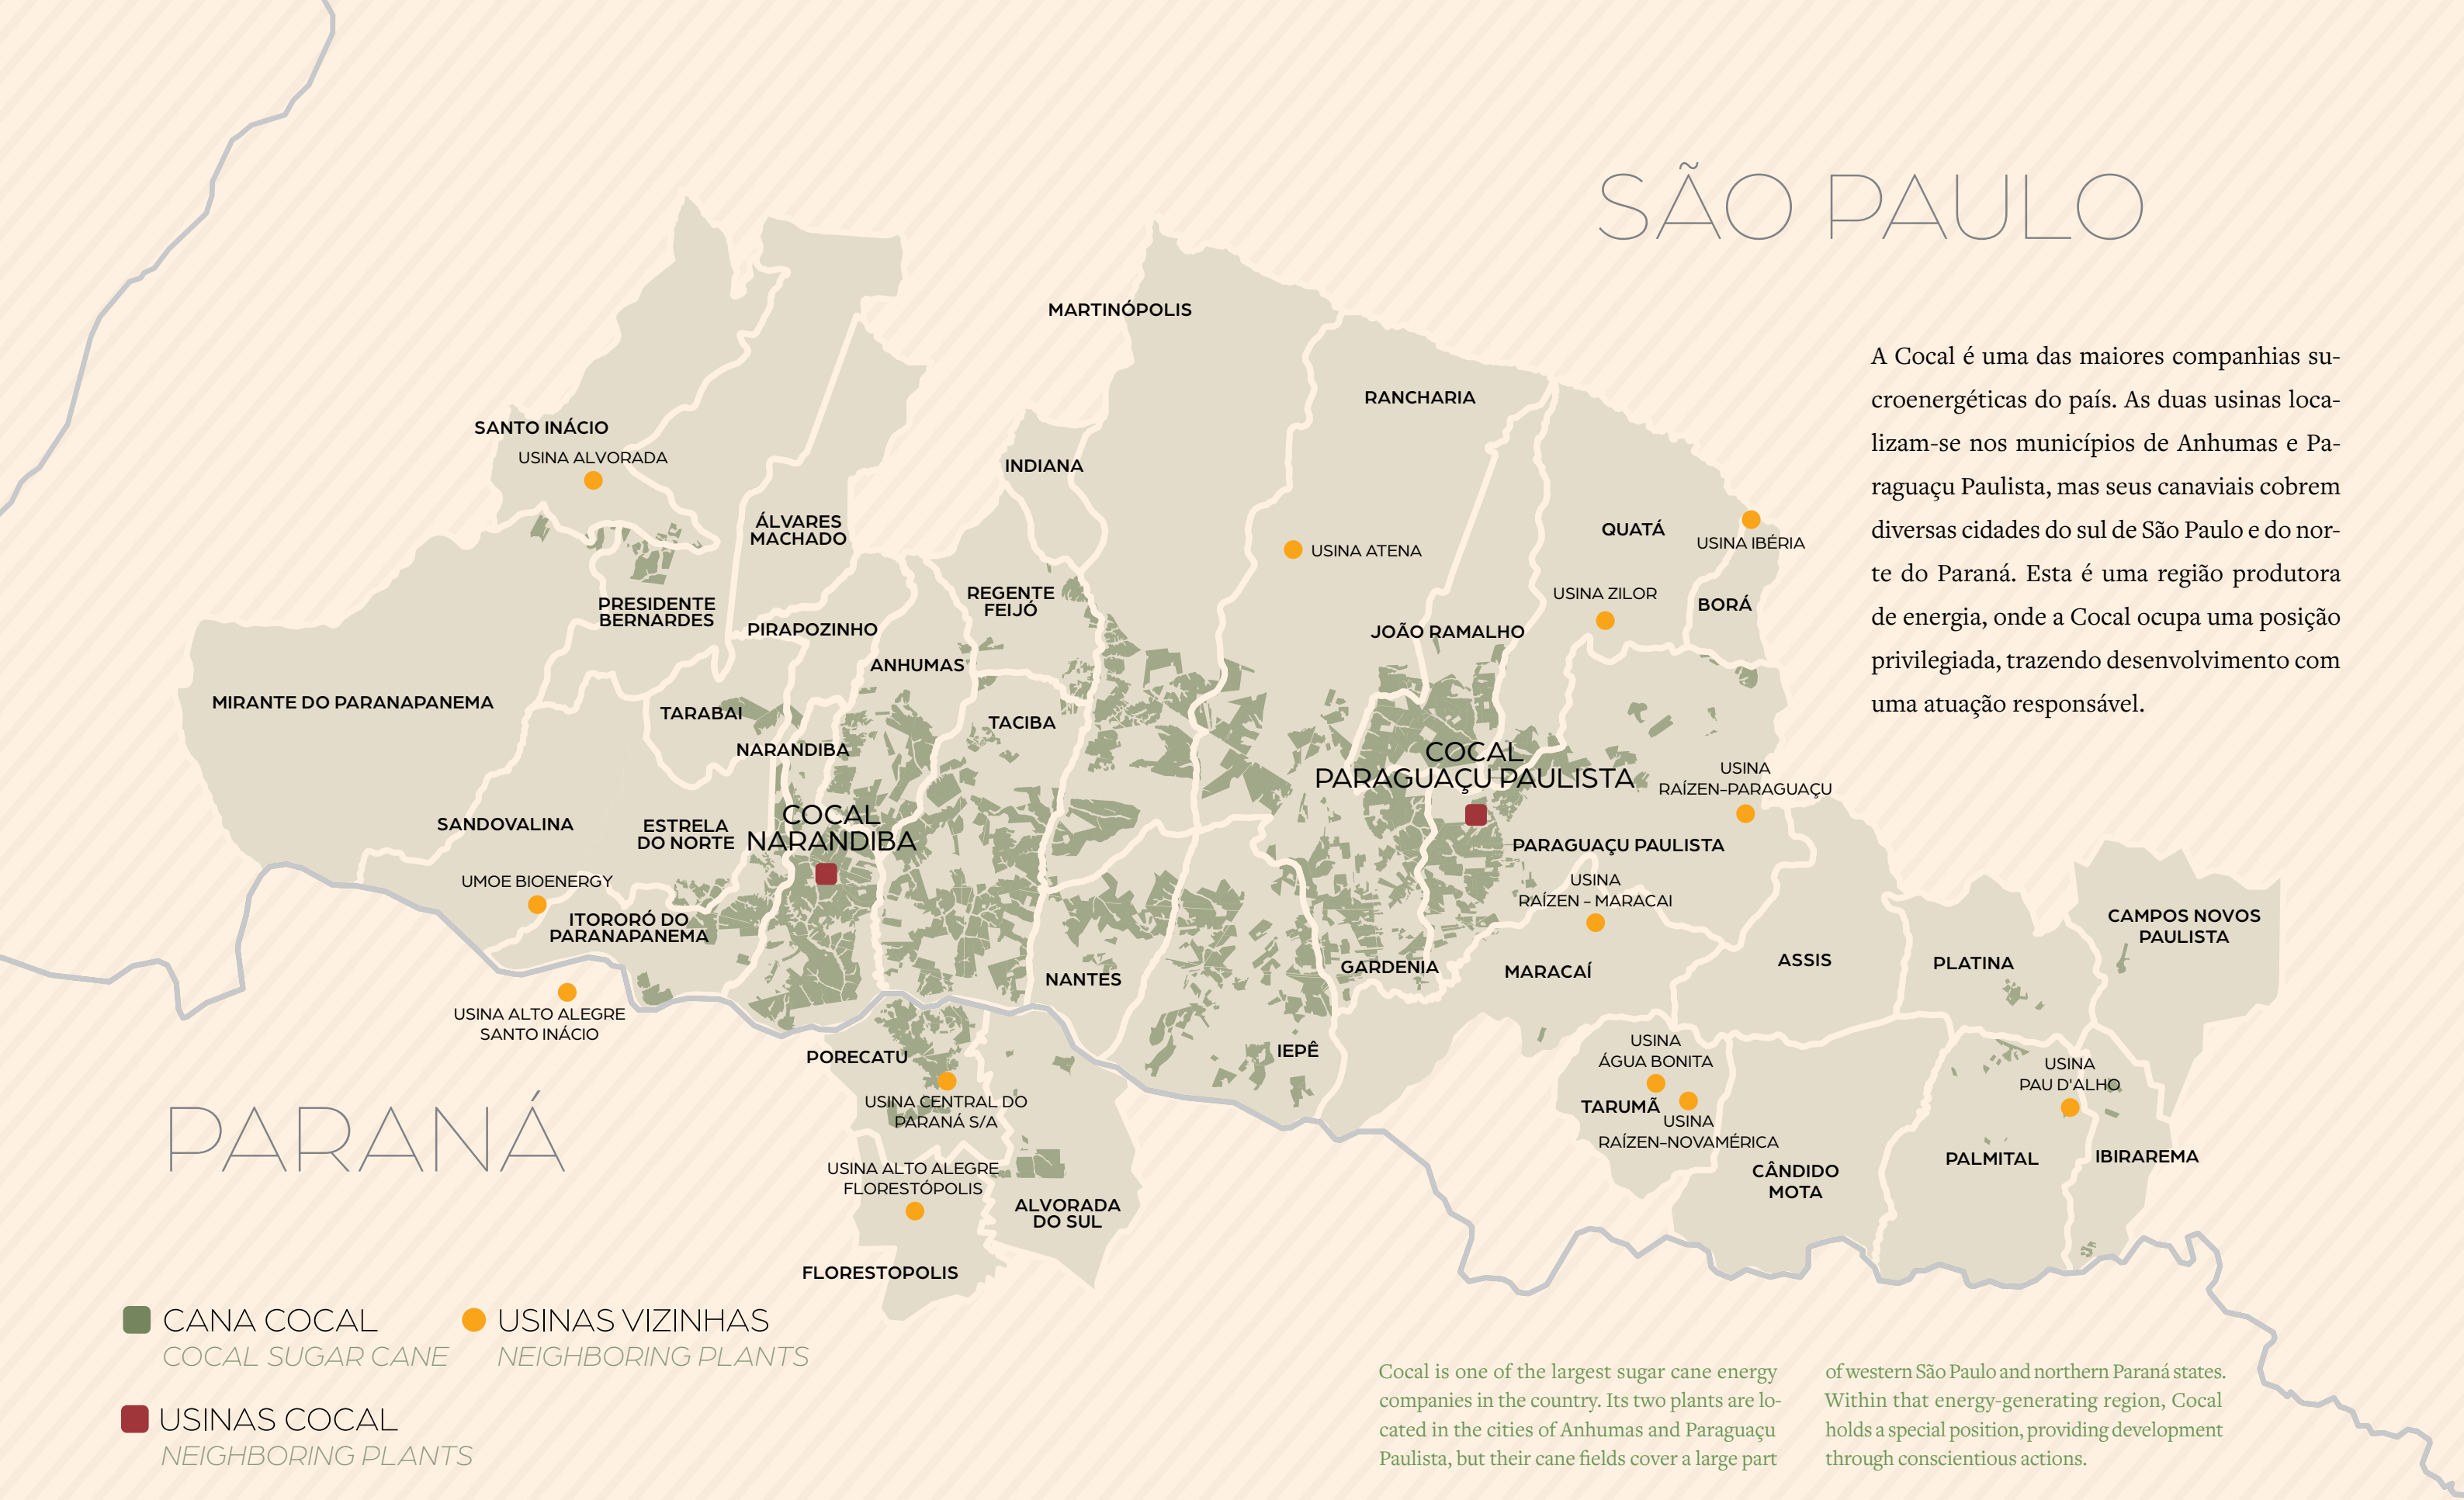 SÃO PAULO
MARTINÓPOLIS
A Cocal é uma das maiores companhias su-
croenergéticas do país. As duas usinas loca-
lizam-se nos municípios de Anhumas e Pa-
raguaçu Paulista, mas seus canaviais cobrem
diversas cidades do sul de São Paulo e do nor-
te do Paraná. Esta é uma região produtora
de energia, onde a Cocal ocupa uma posição
privilegiada, trazendo desenvolvimento com
uma atuação responsável.
RANCHARIA
SANTO INÁCIO
USINA ALVORADA
INDIANA
ÁLVARES
MACHADO
QUATÁ
USINA IBÉRIA
USINA ATENA
PRESIDENTE
BERNARDES
REGENTE
FEIJÓ
USINA ZILOR
BORÁ
PIRAPOZINHO
JOÃO RAMALHO
ANHUMAS
MIRANTE DO PARANAPANEMA
TARABAI
TACIBA
NARANDIBA
COCAL
PARAGUAÇU PAULISTA
USINA
RAÍZEN-PARAGUAÇU
SANDOVALINA
ESTRELA
DO NORTE
COCAL
NARANDIBA
PARAGUAÇU PAULISTA
UMOE BIOENERGY
USINA
RAÍZEN - MARACAI
ITORORÓ DO
PARANAPANEMA
CAMPOS NOVOS
PAULISTA
NANTES
GARDENIA
MARACAÍ
ASSIS
PLATINA
USINA ALTO ALEGRE
SANTO INÁCIO
PORECATU
IEPÊ
USINA
ÁGUA BONITA
USINA
PAU D'ALHO
USINA CENTRAL DO
PARANÁ S/A
TARUMÃ
USINA
RAÍZEN-NOVAMÉRICA
PARANÁ
USINA ALTO ALEGRE
FLORESTÓPOLIS
ALVORADA
DO SUL
CÂNDIDO
MOTA
PALMITAL
IBIRAREMA
FLORESTOPOLIS
CANA COCAL
COCAL SUGAR CANE
USINAS VIZINHAS
NEIGHBORING PLANTS
USINAS COCAL
NEIGHBORING PLANTS
Cocal is one of the largest sugar cane energy
companies in the country. Its two plants are lo-
cated in the cities of Anhumas and Paraguaçu
Paulista, but their cane fields cover a large part
of western São Paulo and northern Paraná states.
Within that energy-generating region, Cocal
holds a special position, providing development
through conscientious actions.